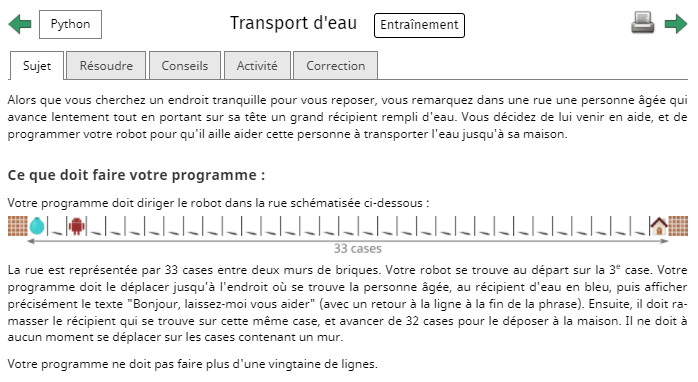 Python
Transport d'eau
Entraînement
Sujet
Résoudre
Conseils
Activité
Correction
Alors que vous cherchez un endroit tranquille pour vous reposer, vous remarquez dans une rue une personne âgée qui
avance lentement tout en portant sur sa tête un grand récipient rempli d'eau. Vous décidez de lui venir en aide, et de
programmer votre robot pour qu'il aille aider cette personne à transporter l'eau jusqu'à sa maison.
Ce que doit faire votre programme :
Votre programme doit diriger le robot dans la rue schématisée ci-dessous :
33 cases
La rue est représentée par 33 cases entre deux murs de briques. Votre robot se trouve au départ sur la 3e case. Votre
programme doit le déplacer jusqu'à l'endroit où se trouve la personne âgée, au récipient d'eau en bleu, puis afficher
précisément le texte "Bonjour, laissez-moi vous aider" (avec un retour à la ligne à la fin de la phrase). Ensuite, il doit ra-
masser le récipient qui se trouve sur cette même case, et avancer de 32 cases pour le déposer à la maison. Il ne doit à
aucun moment se déplacer sur les cases contenant un mur.
Votre programme ne doit pas faire plus d'une vingtaine de lignes.